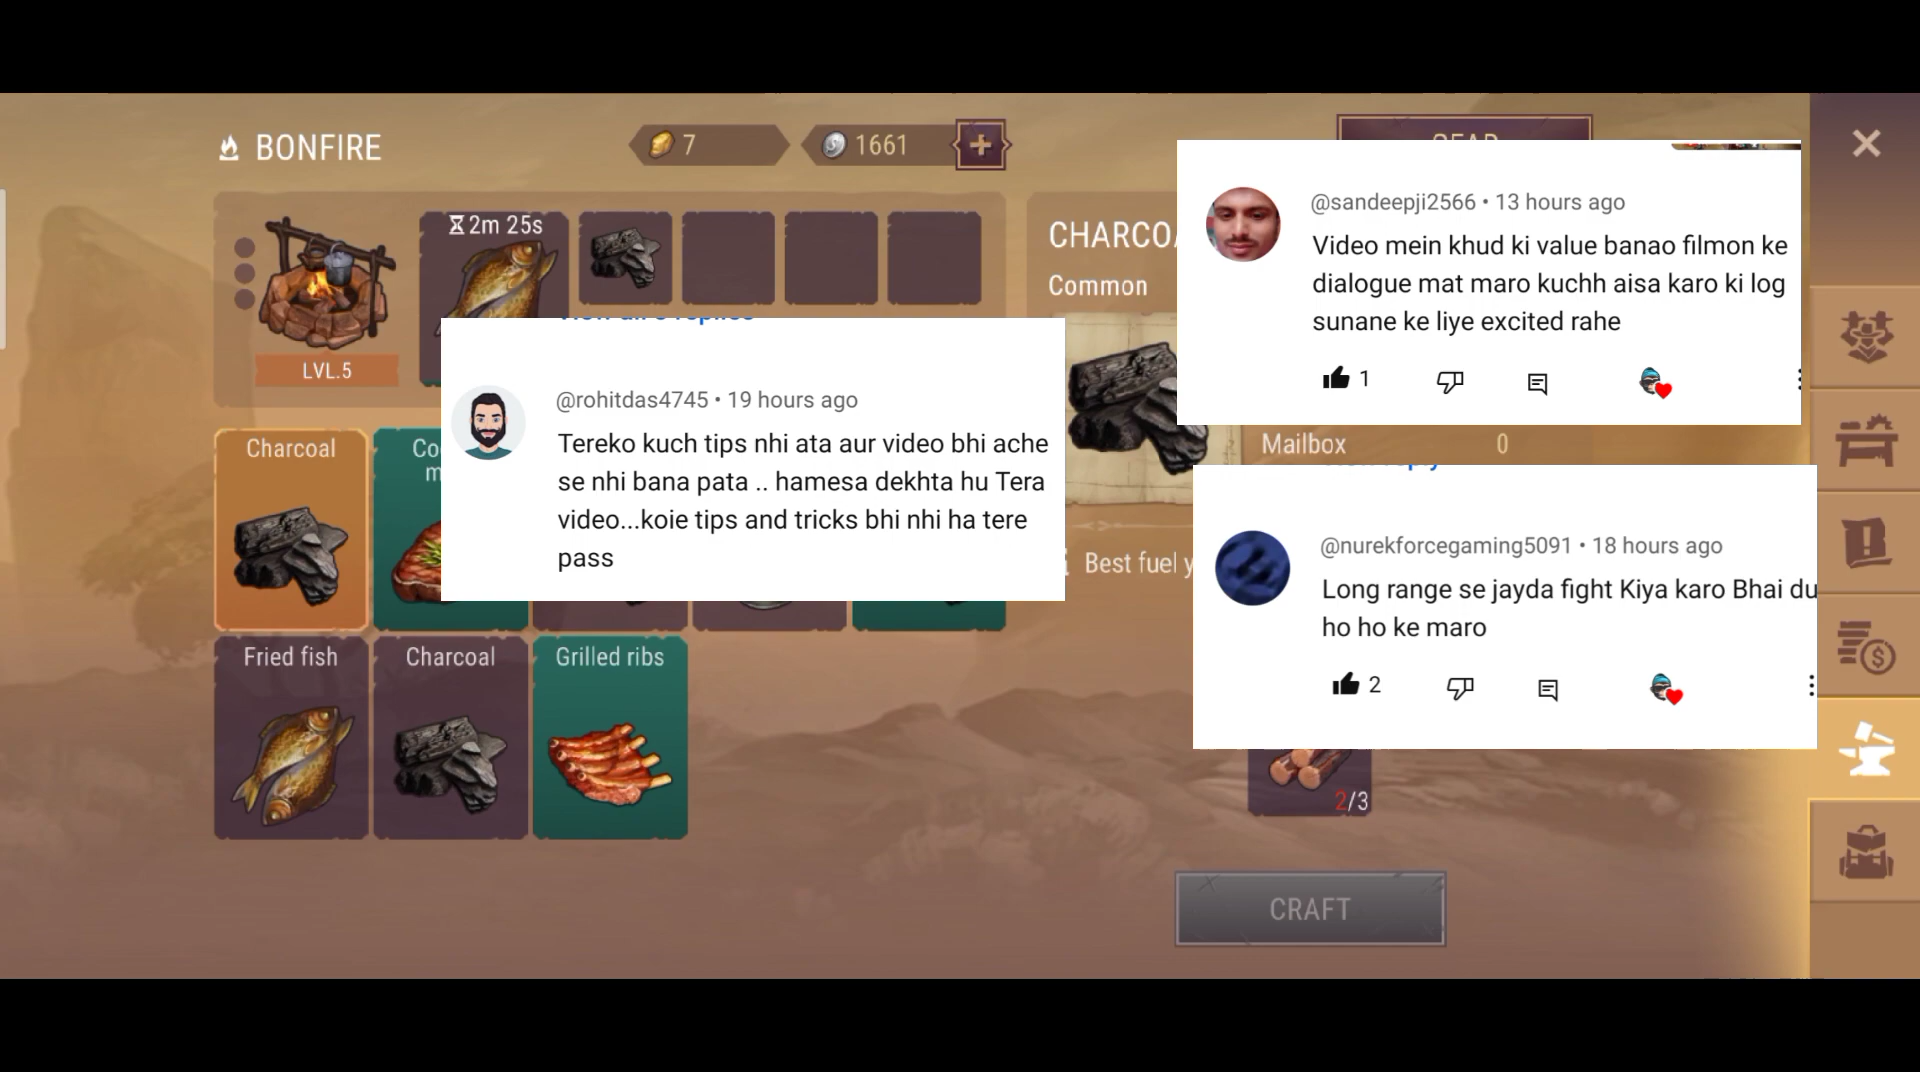 BONFIRE
7
1661
2m 25s
LVL.5
Common
@sandeepji2566 • 13 hours ago
Video mein khud ki value banao filmon ke
dialogue mat maro kuchh aisa karo ki log
sunane ke liye excited rahe
1
Mailbox 0
@rohitdas4745 • 19 hours ago
Tereko kuch tips nhi ata aur video bhi ache
se nhi bana pata .. hamesa dekhta hu Tera
video...koie tips and tricks bhi nhi ha tere
pass
@nurekforcegaming5091 • 18 hours ago
Long range se jayda fight Kiya karo Bhai du
ho ho ke maro
2
Charcoal
Best fuel
Fried fish
Charcoal
Grilled ribs
2/3
CRAFT